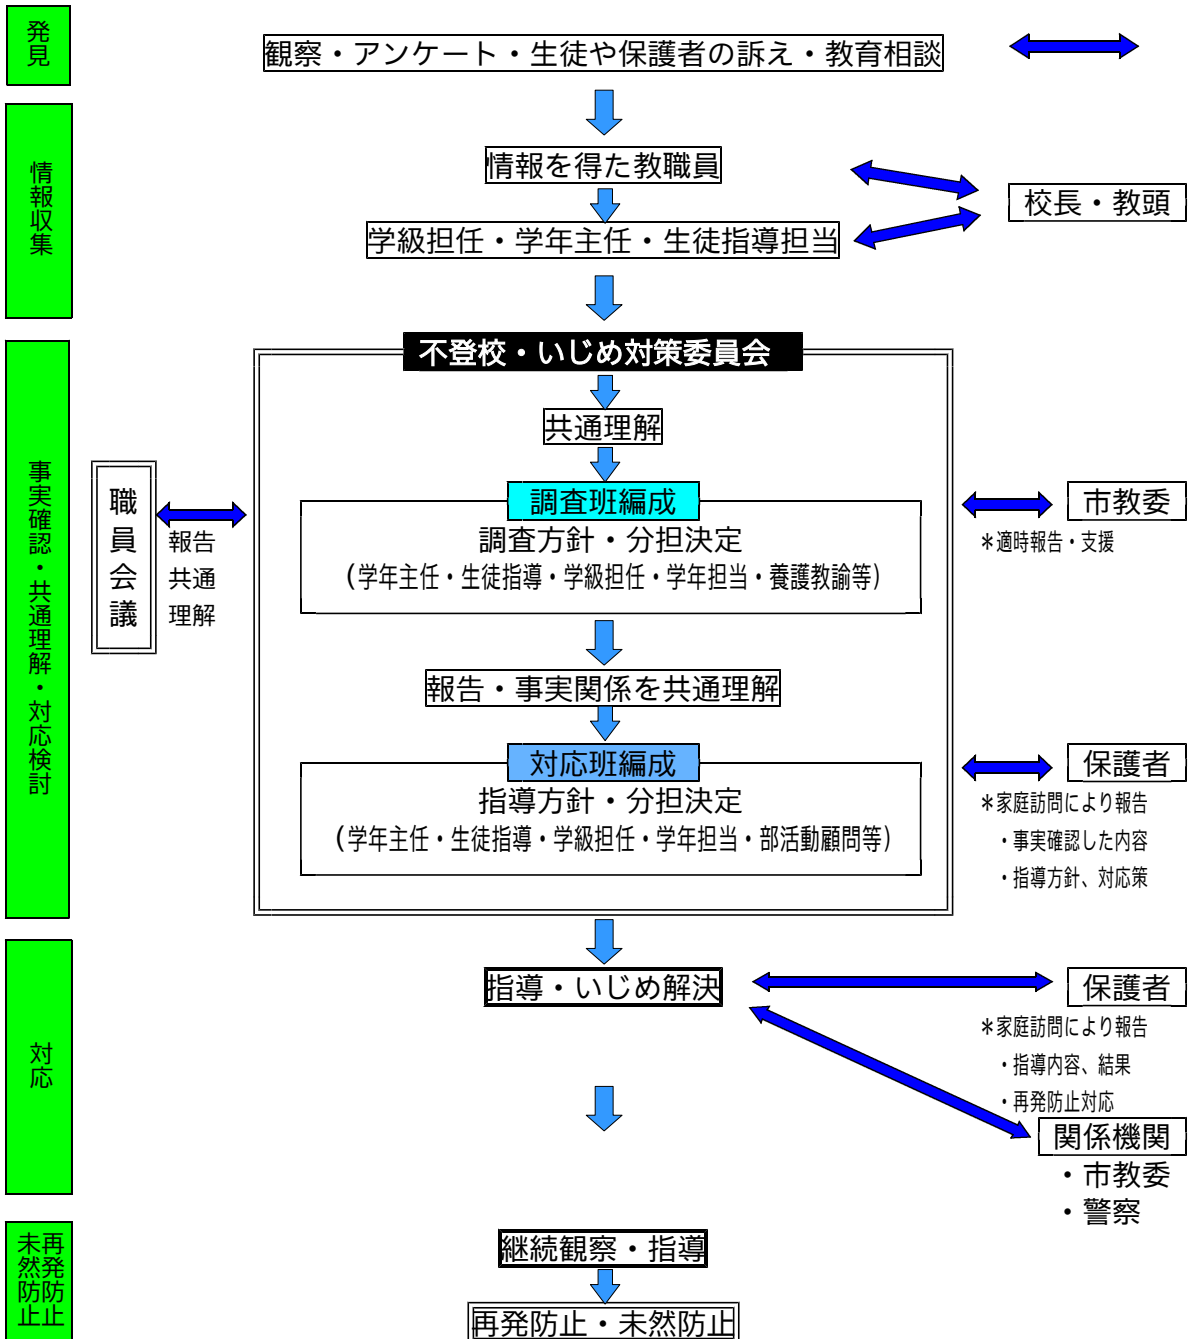 発見
観察・アンケート・生徒や保護者の訴え・教育相談
情報収集
情報を得た教職員
校長・教頭
学級担任・学年主任・生徒指導担当
事実確認・共通理解・対応検討
不登校・いじめ対策委員会
共通理解
職員会議
報告
共通
理解
調査班編成
調査方針・分担決定
(学年主任・生徒指導・学級担任・学年担当・養護教諭等)
市教委
＊適時報告・支援
報告・事実関係を共通理解
対応班編成
指導方針・分担決定
(学年主任・生徒指導・学級担任・学年担当・部活動顧問等)
保護者
＊家庭訪問により報告
・事実確認した内容
・指導方針、対応策
対応
指導・いじめ解決
保護者
＊家庭訪問により報告
・指導内容、結果
・再発防止対応
関係機関
・市教委
・警察
再発防止
未然防止
継続観察・指導
再発防止・未然防止